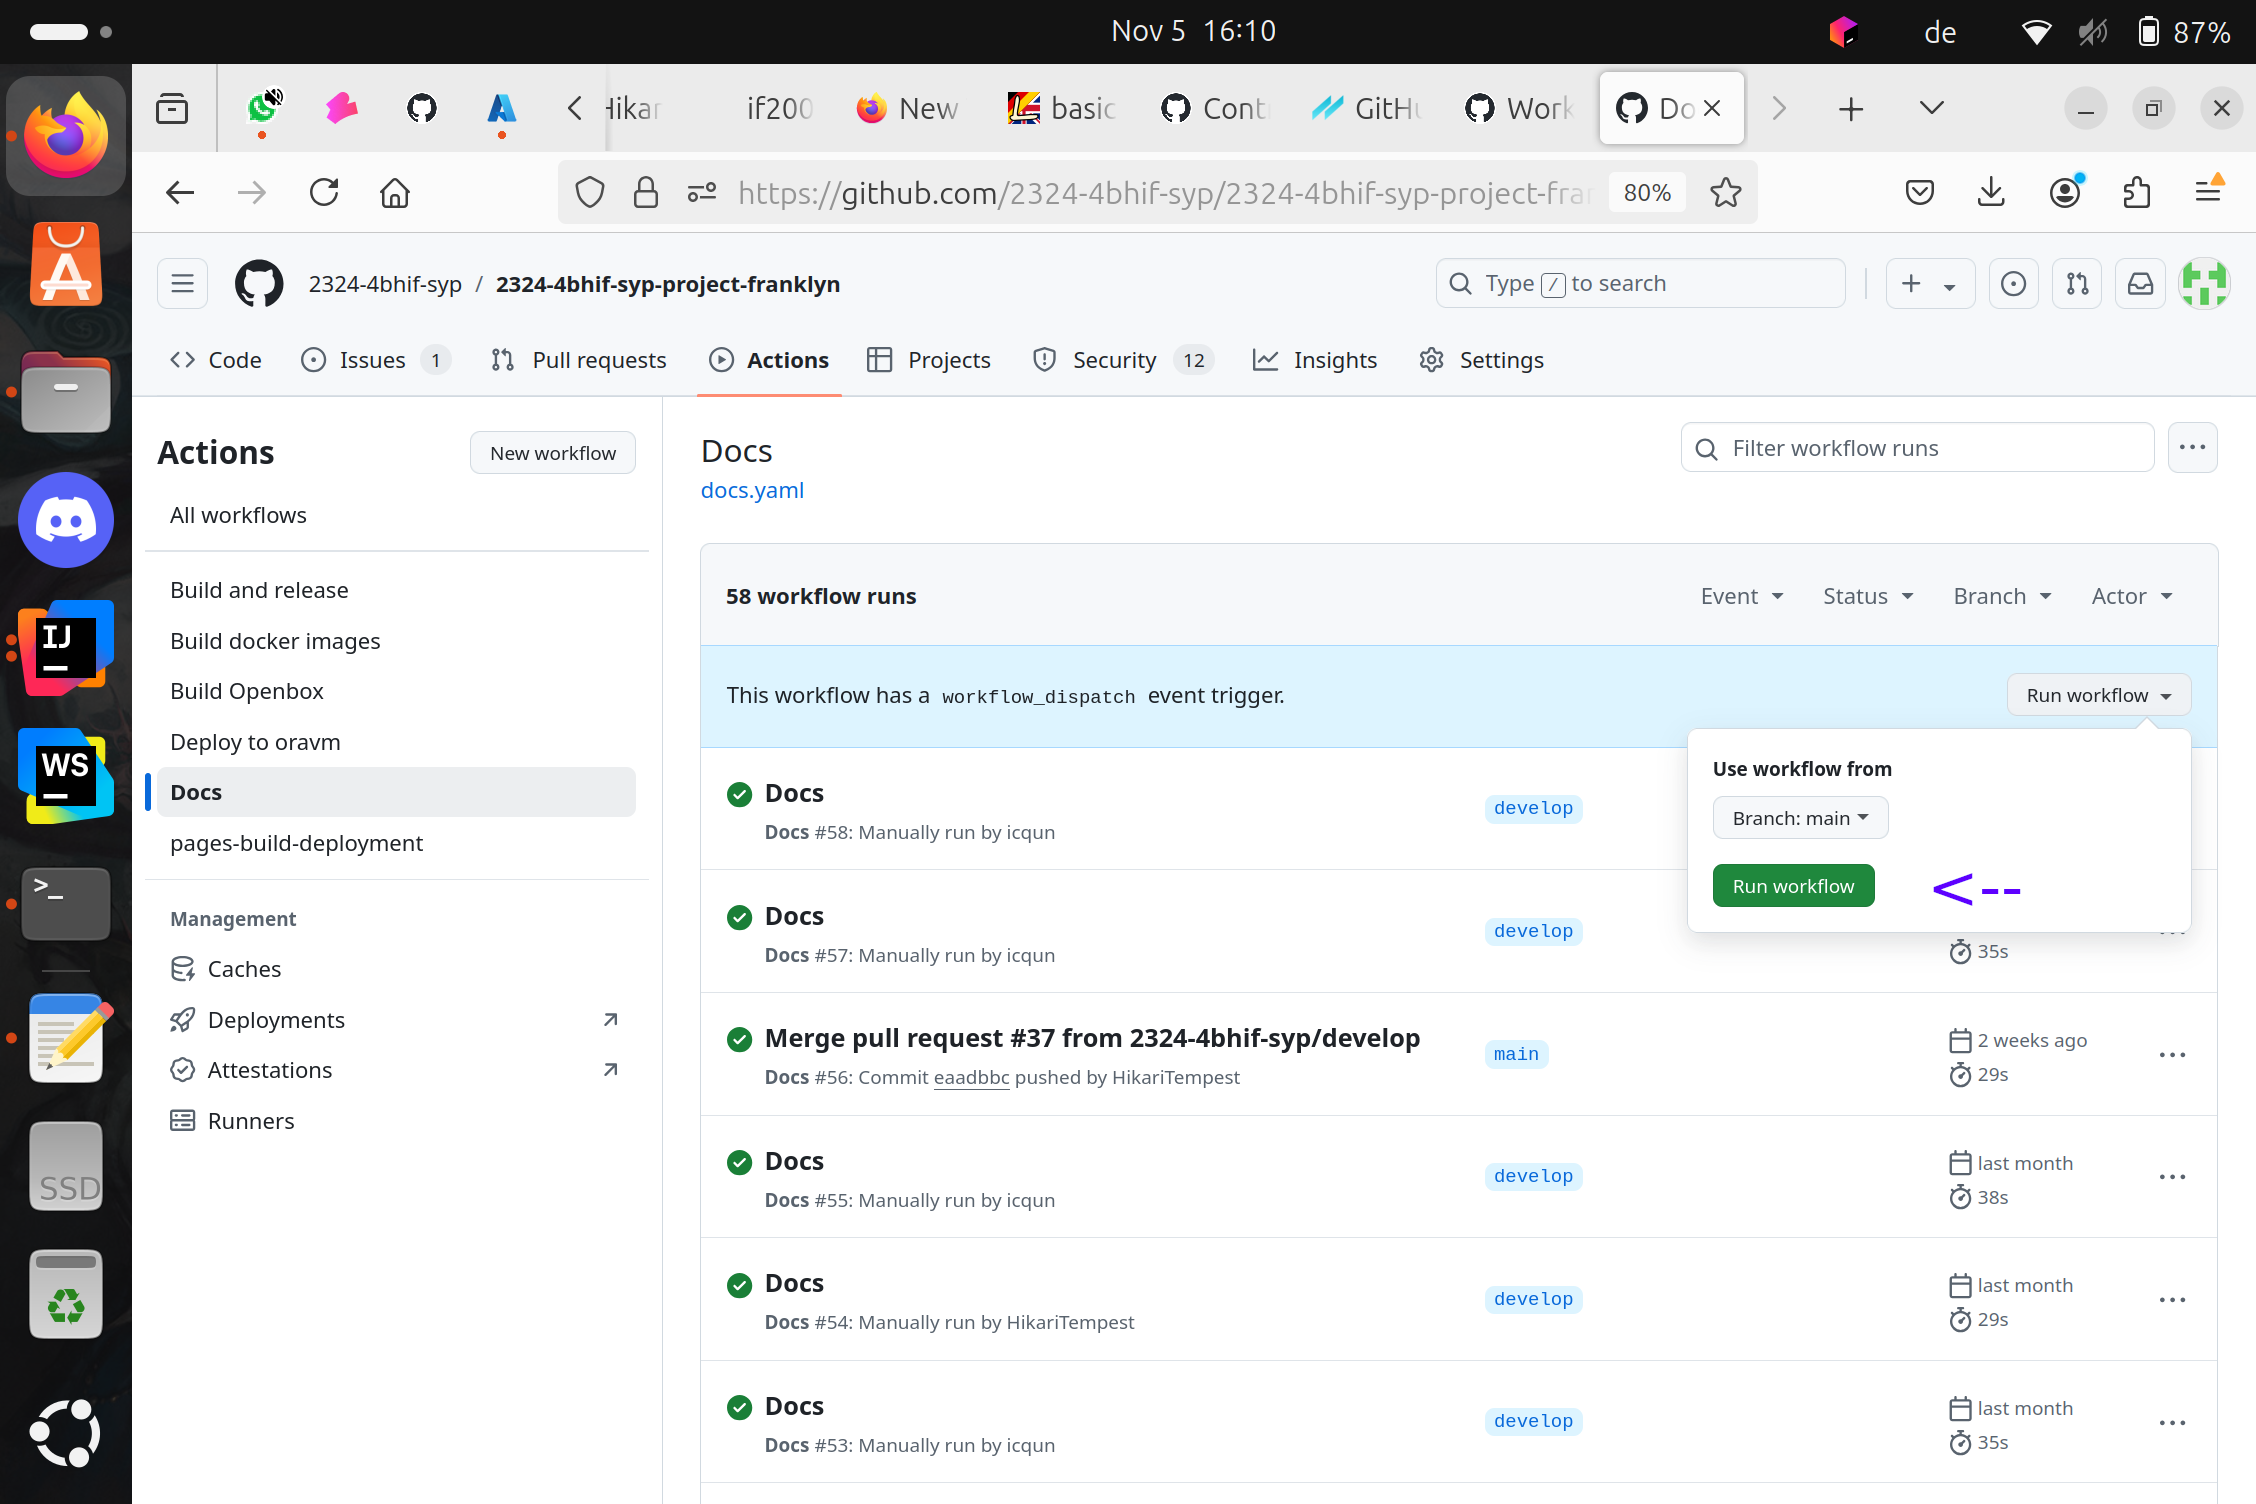 Nov 5 16:10
de
87%
if200
New
basic
Cont
GitHu
Work
Do
https://github.com/2324-4bhif-syp/2324-4bhif-syp-project-fran
80%
2324-4bhif-syp / 2324-4bhif-syp-project-franklyn
Type / to search
Code
Issues 1
Pull requests
Actions
Projects
Security 12
Insights
Settings
Actions
New workflow
All workflows
Build and release
Build docker images
Build Openbox
Deploy to oravm
Docs
pages-build-deployment
Management
Caches
Deployments
Attestations
Runners
Docs
docs.yaml
Filter workflow runs
58 workflow runs
Event
Status
Branch
Actor
This workflow has a workflow_dispatch event trigger.
Run workflow
Use workflow from
Branch: main
Run workflow
<--
Docs
Docs #58: Manually run by icqun
develop
Docs
Docs #57: Manually run by icqun
develop
35s
Merge pull request #37 from 2324-4bhif-syp/develop
Docs #56: Commit eaadbbc pushed by HikariTempest
main
2 weeks ago
29s
Docs
Docs #55: Manually run by icqun
develop
last month
38s
Docs
Docs #54: Manually run by HikariTempest
develop
last month
29s
Docs
Docs #53: Manually run by icqun
develop
last month
35s
IJ
WS
>_
SSD